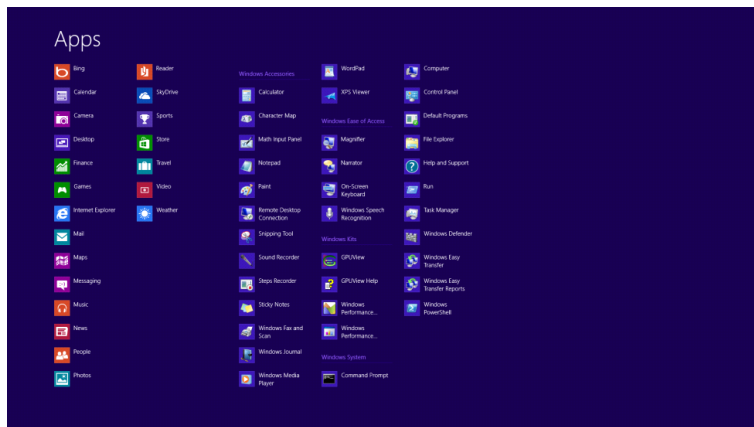 Apps
Bing
Calendar
Camera
Desktop
Finance
Games
Internet Explorer
Mail
Maps
Messaging
Music
News
People
Photos
Reader
SkyDrive
Sports
Store
Travel
Video
Weather
Windows Accessories
Calculator
Character Map
Math Input Panel
Notepad
Paint
Remote Desktop
Connection
Snipping Tool
Sound Recorder
Steps Recorder
Sticky Notes
Windows Fax and
Scan
Windows Journal
Windows Media
Player
WordPad
XPS Viewer
Windows Ease of Access
Magnifier
Narrator
On-Screen
Keyboard
Windows Speech
Recognition
Windows Kits
GPUView
GPUView Help
Windows
Performance...
Windows
Performance...
Windows System
Command Prompt
Computer
Control Panel
Default Programs
File Explorer
Help and Support
Run
Task Manager
Windows Defender
Windows Easy
Transfer
Windows Easy
Transfer Reports
Windows
PowerShell